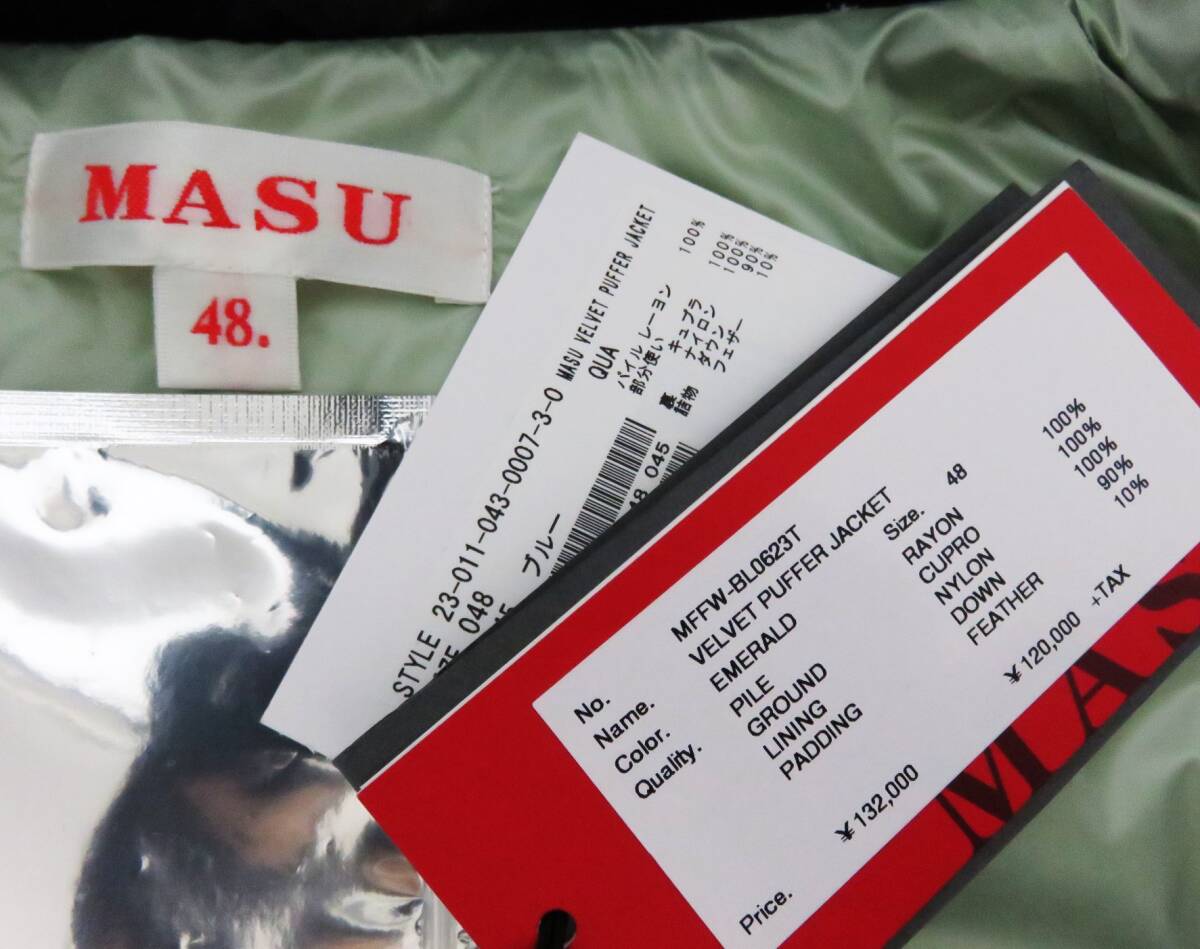 MASU
48.
STYLE 23-011-043-0007-3-0 MASU VELVET PUFFER JACKET
048
QUA
パイル レーヨン 100%
部分使い
キュプラ 100%
裏 ナイロン 100%
詰物 ダウン 90%
フェザー 10%
ブルー
48 045
No. MFFW-BL0623T
Name. VELVET PUFFER JACKET
Color. EMERALD Size. 48
Quality. PILE RAYON 100%
GROUND CUPRO 100%
LINING NYLON 100%
PADDING DOWN 90%
FEATHER 10%
Price. ¥132,000 ¥120,000 +TAX
MAS